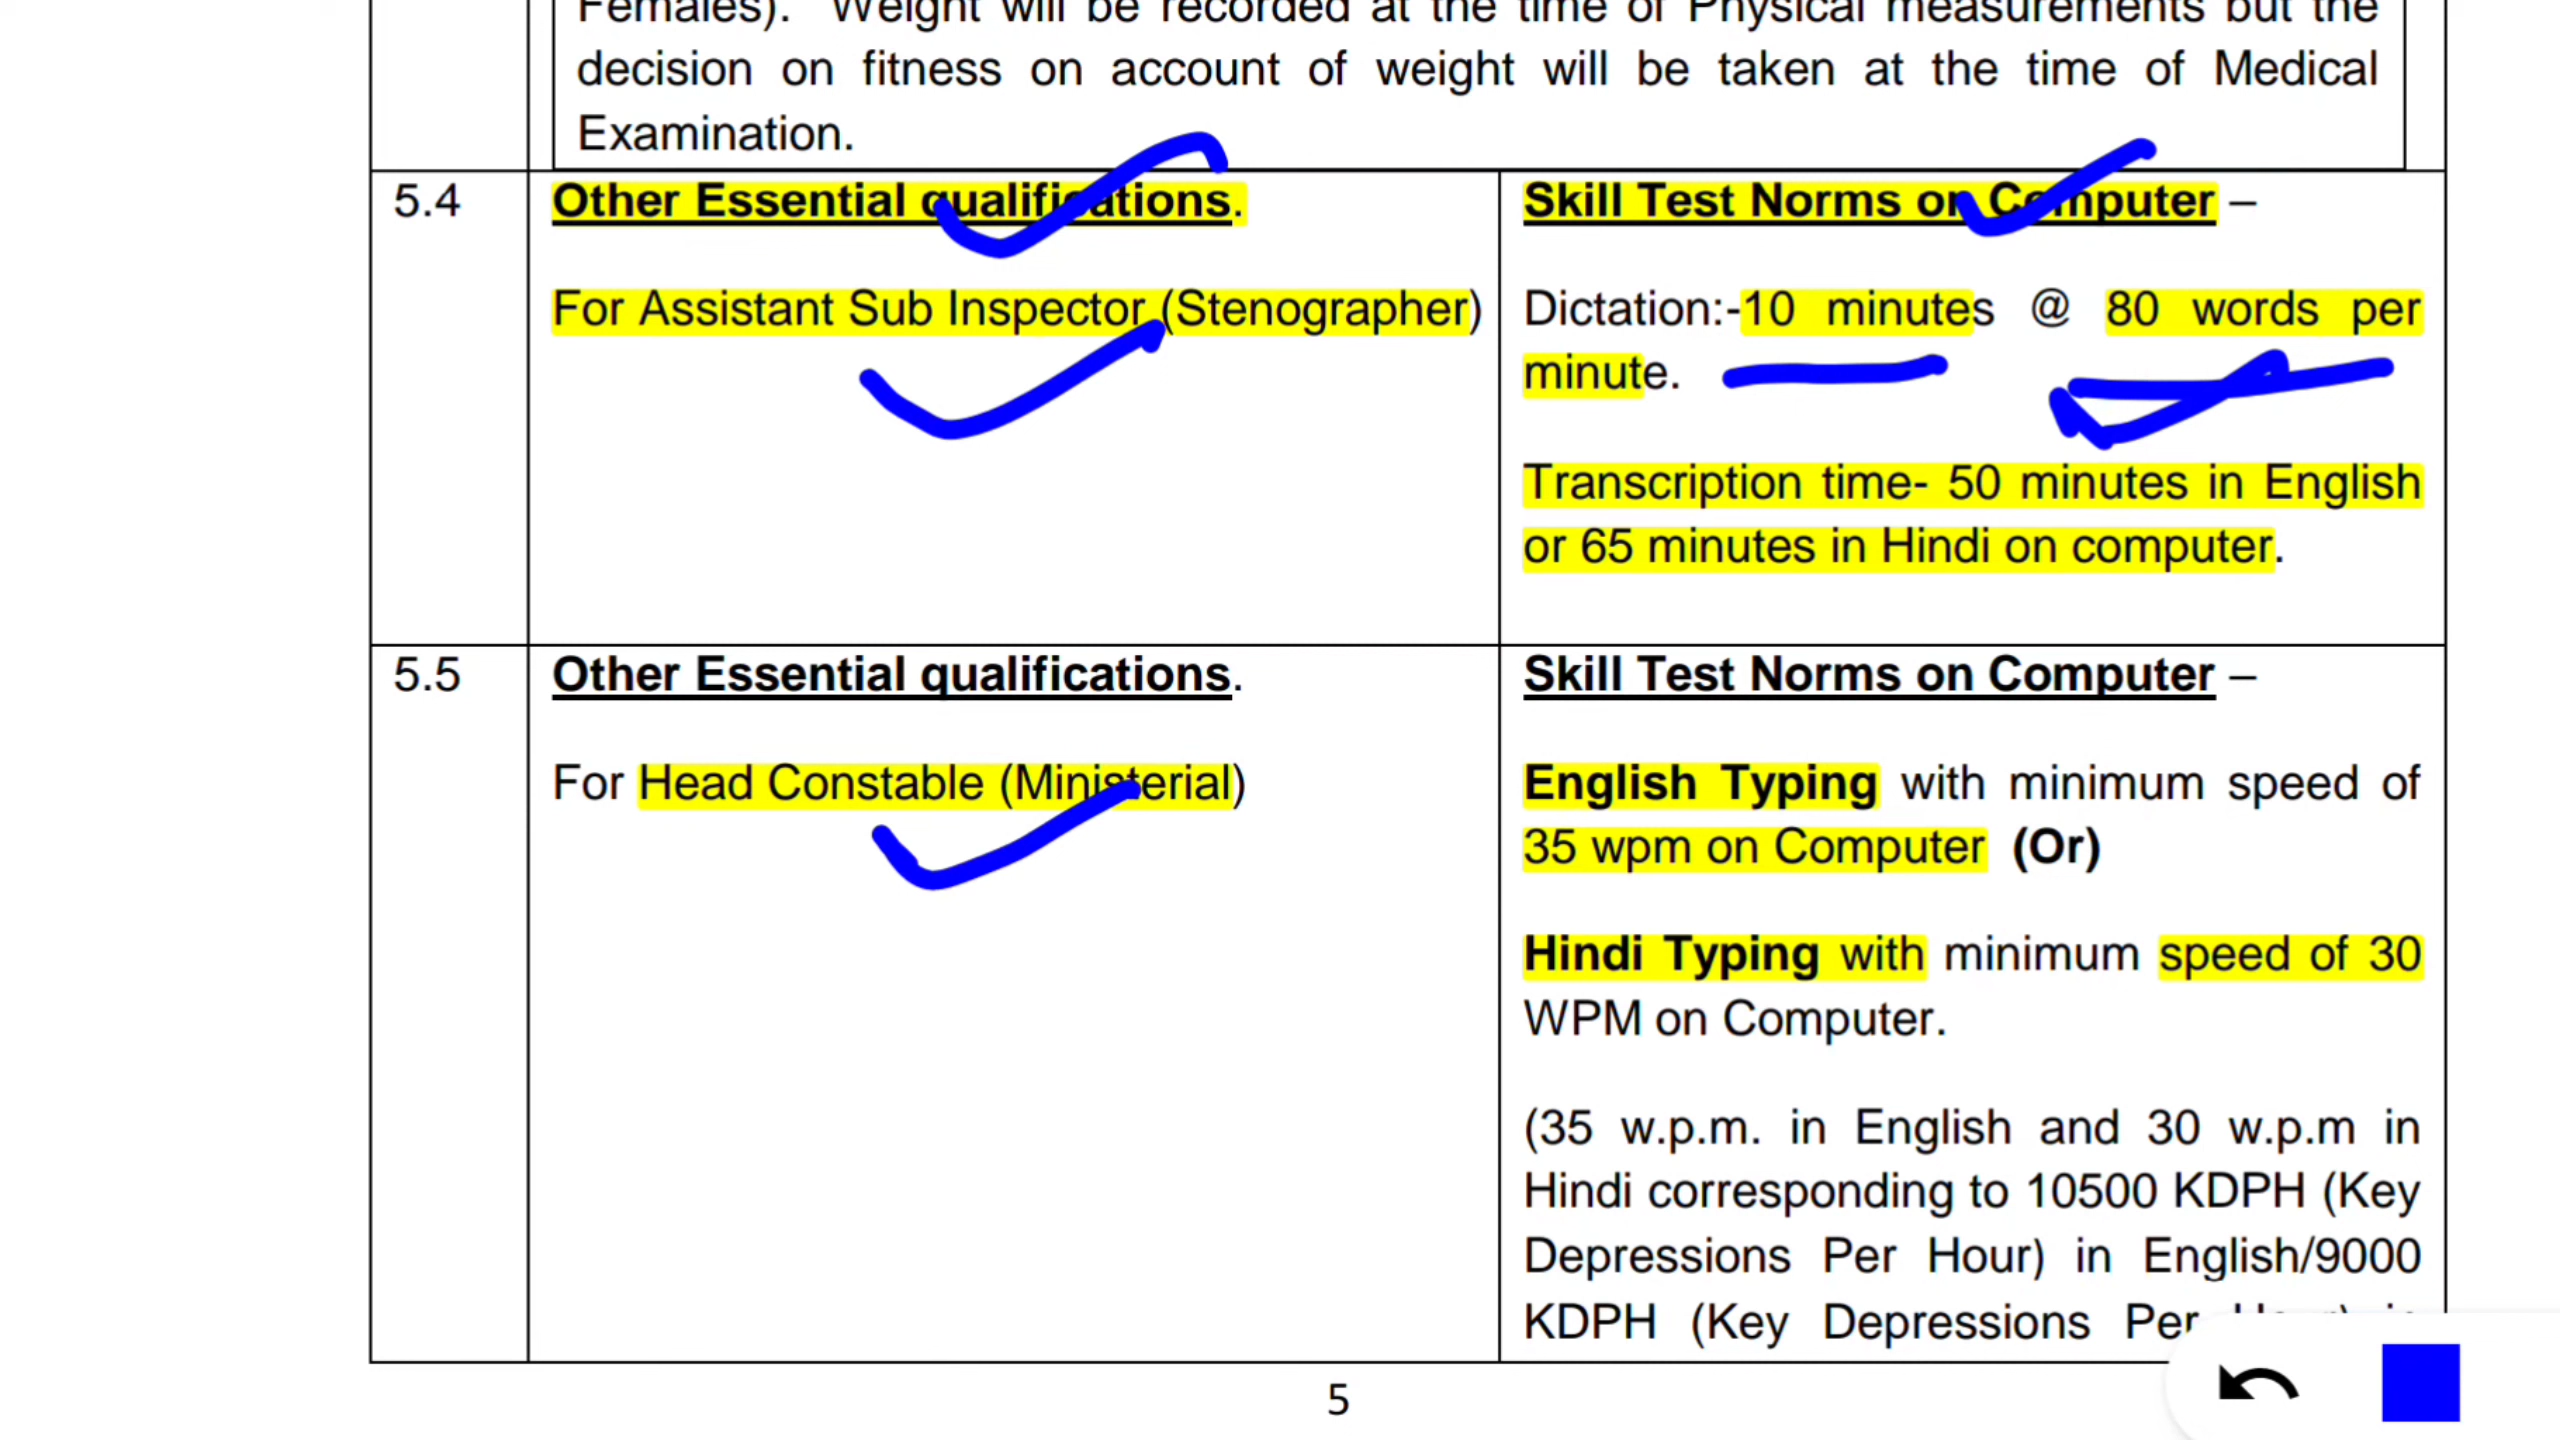 Females). Weight will be recorded at the time of Physical measurements but the
decision on fitness on account of weight will be taken at the time of Medical
Examination.
5.4
Other Essential qualifications.
For Assistant Sub Inspector (Stenographer)
Skill Test Norms on Computer –
Dictation:-10 minutes @ 80 words per
minute.
Transcription time- 50 minutes in English
or 65 minutes in Hindi on computer.
5.5
Other Essential qualifications.
For Head Constable (Ministerial)
Skill Test Norms on Computer –
English Typing with minimum speed of
35 wpm on Computer (Or)
Hindi Typing with minimum speed of 30
WPM on Computer.
(35 w.p.m. in English and 30 w.p.m in
Hindi corresponding to 10500 KDPH (Key
Depressions Per Hour) in English/9000
KDPH (Key Depressions Per
5